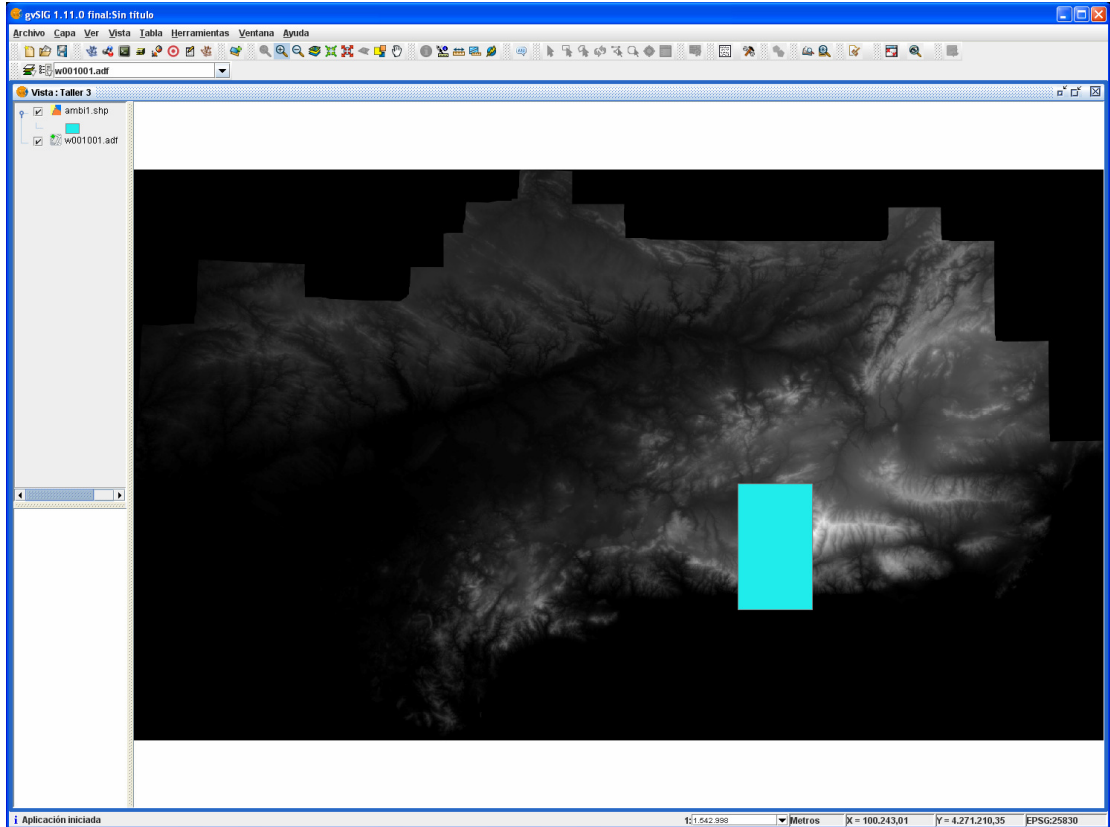 gvSIG 1.11.0 final:Sin título
Archivo Capa Ver Vista Tabla Herramientas Ventana Ayuda
w001001.adf
Vista : Taller 3
ambi1.shp
w001001.adf
i Aplicación iniciada 1: 1.542.998 Metros X = 100.243,01 Y = 4.271.210,35 EPSG:25830